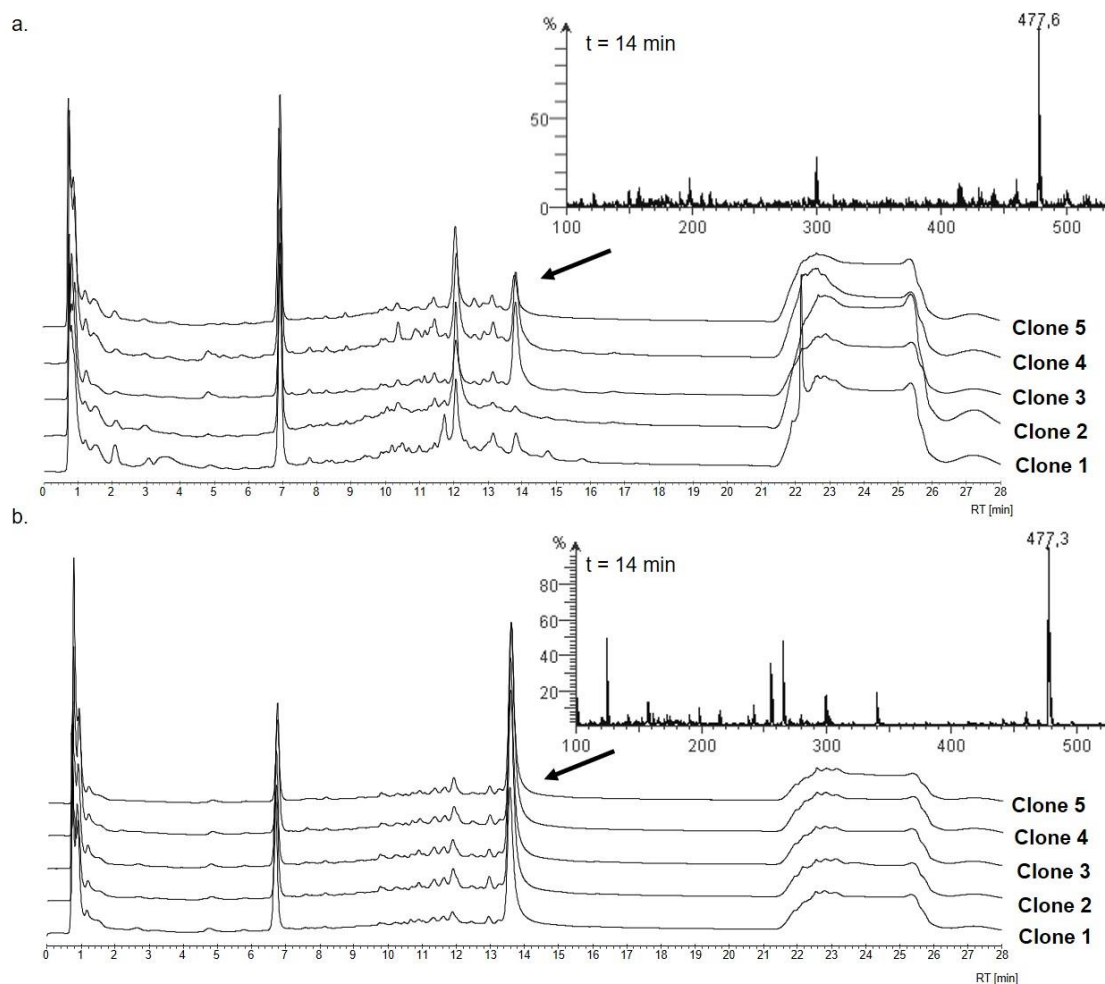 a.
%
t = 14 min
477,6
50
0
100 200 300 400 500
Clone 5
Clone 4
Clone 3
Clone 2
Clone 1
0 1 2 3 4 5 6 7 8 9 10 11 12 13 14 15 16 17 18 19 20 21 22 23 24 25 26 27 28
RT [min]
b.
%
t = 14 min
477,3
80
60
40
20
100 200 300 400 500
Clone 5
Clone 4
Clone 3
Clone 2
Clone 1
0 1 2 3 4 5 6 7 8 9 10 11 12 13 14 15 16 17 18 19 20 21 22 23 24 25 26 27 28
RT [min]